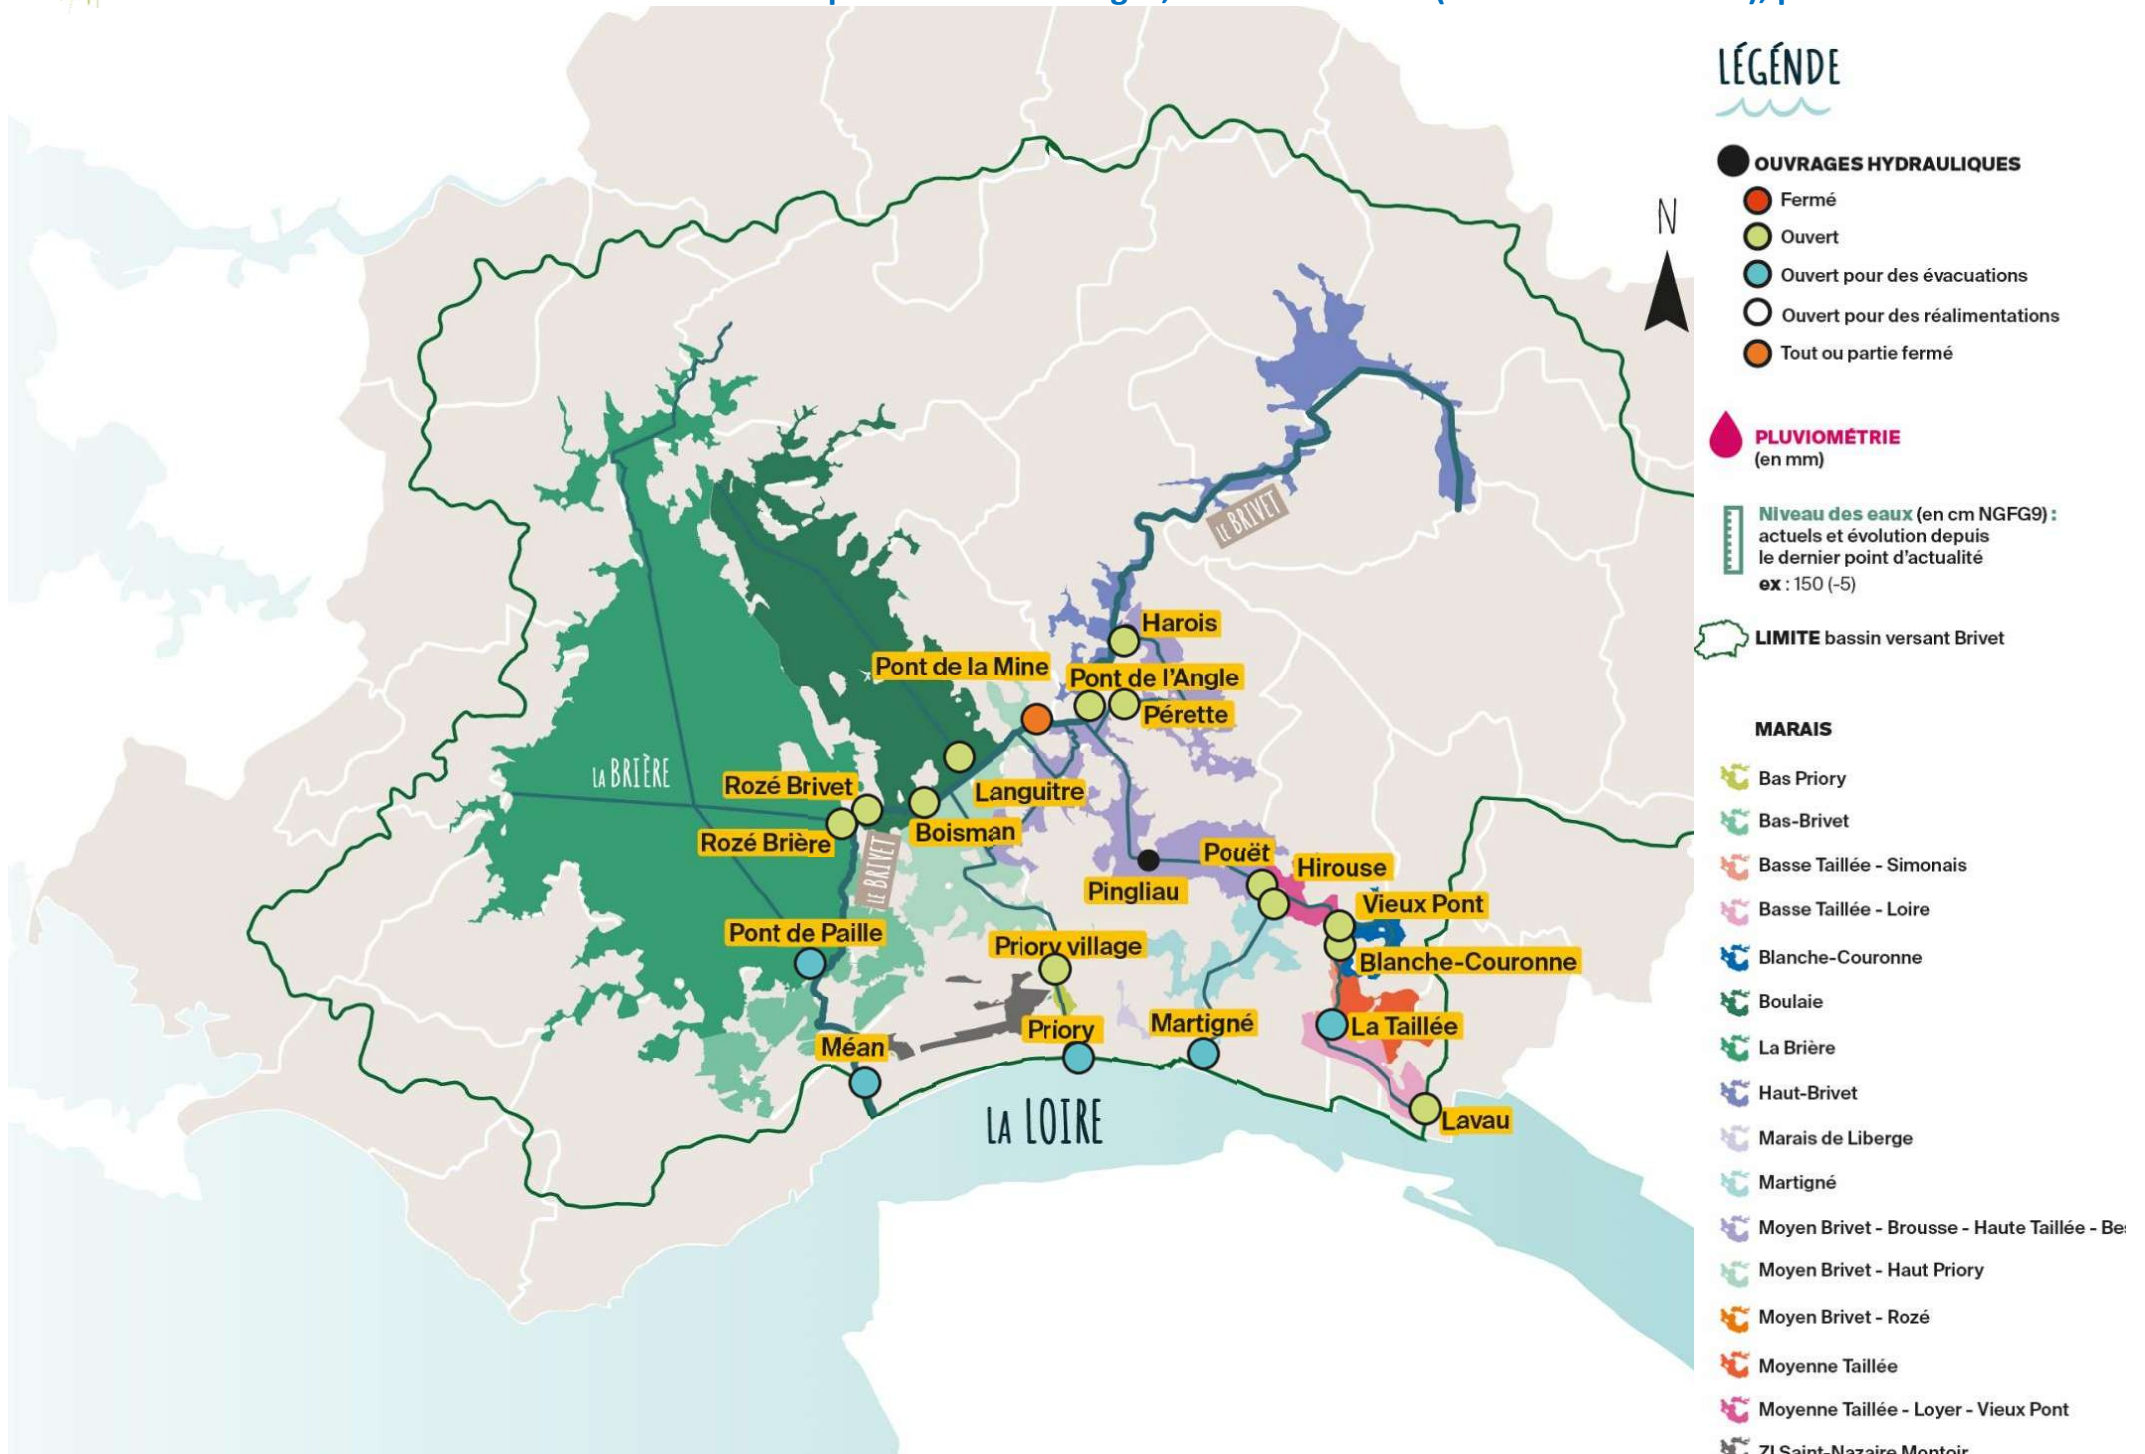 LÉGÉNDE
OUVRAGES HYDRAULIQUES
Fermé
Ouvert
Ouvert pour des évacuations
Ouvert pour des réalimentations
Tout ou partie fermé
PLUVIOMÉTRIE
(en mm)
Niveau des eaux (en cm NGFG9) :
actuels et évolution depuis
le dernier point d'actualité
ex : 150 (-5)
LIMITE bassin versant Brivet
MARAIS
Bas Priory
Bas-Brivet
Basse Taillée - Simonais
Basse Taillée - Loire
Blanche-Couronne
Boulaie
La Brière
Haut-Brivet
Marais de Liberge
Martigné
Moyen Brivet - Brousse - Haute Taillée - Be
Moyen Brivet - Haut Priory
Moyen Brivet - Rozé
Moyenne Taillée
Moyenne Taillée - Loyer - Vieux Pont
ZI Saint-Nazaire Montoir
N
LE BRIVET
Harois
Pont de la Mine
Pont de l'Angle
Pérette
LA BRIÈRE
Rozé Brivet
Languitre
Rozé Brière
Boisman
LE BRIVET
Pouët
Hirouse
Pingliau
Vieux Pont
Pont de Paille
Priory village
Blanche-Couronne
Priory
Martigné
La Taillée
Méan
LA LOIRE
Lavau